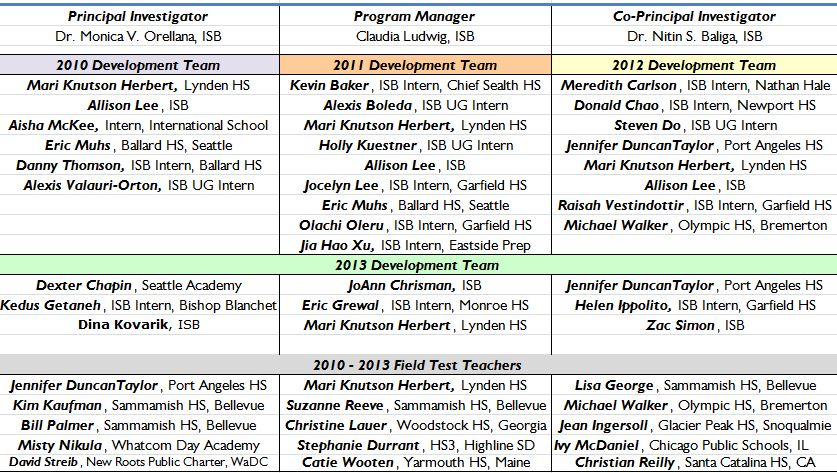 Principal Investigator
Program Manager
Co-Principal Investigator
Dr. Monica V. Orellana, ISB
Claudia Ludwig, ISB
Dr. Nitin S. Baliga, ISB
2010 Development Team
2011 Development Team
2012 Development Team
Mari Knutson Herbert, Lynden HS
Kevin Baker, ISB Intern, Chief Sealth HS
Meredith Carlson, ISB Intern, Nathan Hale
Allison Lee, ISB
Alexis Boleda, ISB UG Intern
Donald Chao, ISB Intern, Newport HS
Aisha McKee, Intern, International School
Mari Knutson Herbert, Lynden HS
Steven Do, ISB UG Intern
Eric Muhs, Ballard HS, Seattle
Holly Kuestner, ISB UG Intern
Jennifer DuncanTaylor, Port Angeles HS
Danny Thomson, ISB Intern, Ballard HS
Allison Lee, ISB
Mari Knutson Herbert, Lynden HS
Alexis Valauri-Orton, ISB UG Intern
Jocelyn Lee, ISB Intern, Garfield HS
Allison Lee, ISB
Eric Muhs, Ballard HS, Seattle
Raisah Vestindottir, ISB Intern, Garfield HS
Olachi Oleru, ISB Intern, Garfield HS
Michael Walker, Olympic HS, Bremerton
Jia Hao Xu, ISB Intern, Eastside Prep
2013 Development Team
Dexter Chapin, Seattle Academy
JoAnn Chrisman, ISB
Jennifer DuncanTaylor, Port Angeles HS
Kedus Getaneh, ISB Intern, Bishop Blanchet
Eric Grewal, ISB Intern, Monroe HS
Helen Ippolito, ISB Intern, Garfield HS
Dina Kovarik, ISB
Mari Knutson Herbert, Lynden HS
Zac Simon, ISB
2010 - 2013 Field Test Teachers
Jennifer DuncanTaylor, Port Angeles HS
Mari Knutson Herbert, Lynden HS
Lisa George, Sammamish HS, Bellevue
Kim Kaufman, Sammamish HS, Bellevue
Suzanne Reeve, Sammamish HS, Bellevue
Michael Walker, Olympic HS, Bremerton
Bill Palmer, Sammamish HS, Bellevue
Christine Lauer, Woodstock HS, Georgia
Jean Ingersoll, Glacier Peak HS, Snoqualmie
Misty Nikula, Whatcom Day Academy
Stephanie Durrant, HS3, Highline SD
Ivy McDaniel, Chicago Public Schools, IL
David Streib, New Roots Public Charter, WaDC
Catie Wooten, Yarmouth HS, Maine
Christian Reilly, Santa Catalina HS, CA